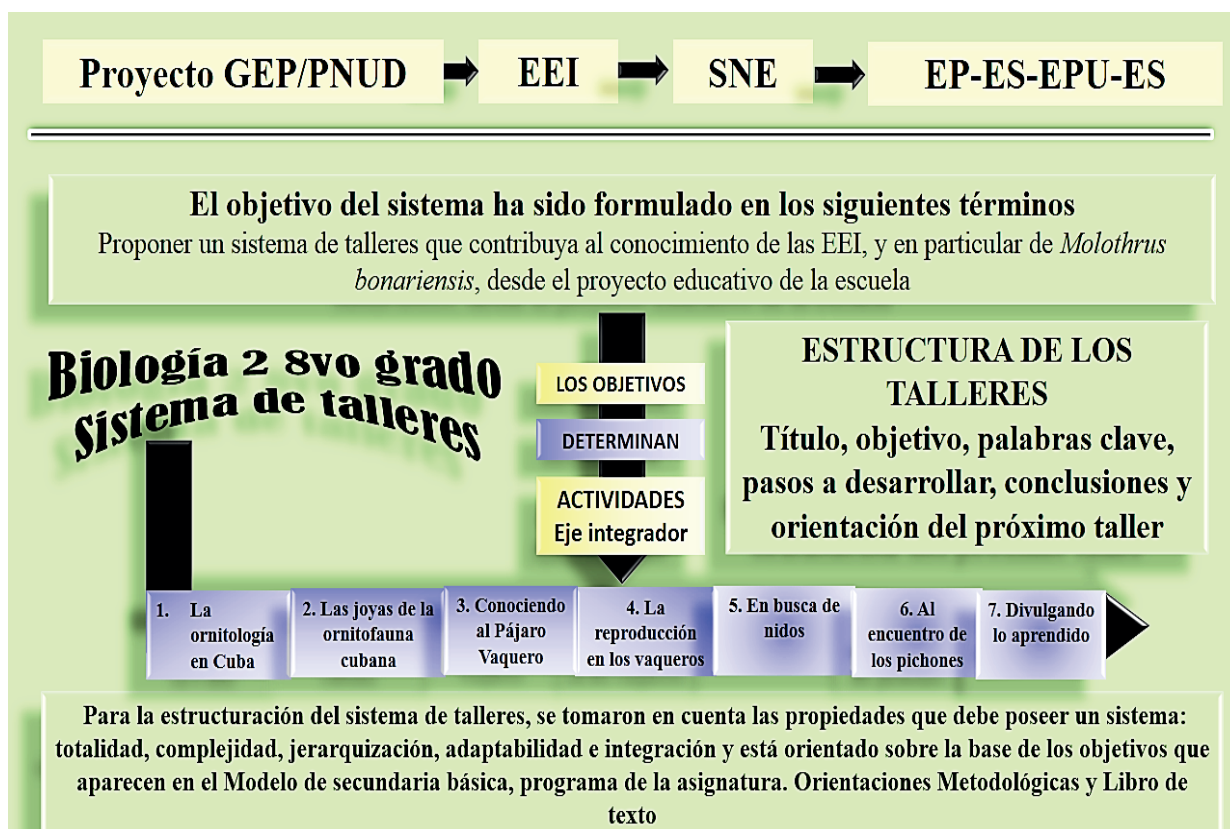 Proyecto GEP/PNUD EEI SNE EP-ES-EPU-ES
El objetivo del sistema ha sido formulado en los siguientes términos
Proponer un sistema de talleres que contribuya al conocimiento de las EEI, y en particular de Molothrus
bonariensis, desde el proyecto educativo de la escuela
Biología 2 8vo grado
Sistema de talleres
LOS OBJETIVOS
DETERMINAN
ACTIVIDADES
Eje integrador
ESTRUCTURA DE LOS
TALLERES
Título, objetivo, palabras clave,
pasos a desarrollar, conclusiones y
orientación del próximo taller
1. La
ornitología
en Cuba
2. Las joyas de la
ornitofauna
cubana
3. Conociendo
al Pájaro
Vaquero
4. La
reproducción
en los vaqueros
5. En busca de
nidos
6. Al
encuentro de
los pichones
7. Divulgando
lo aprendido
Para la estructuración del sistema de talleres, se tomaron en cuenta las propiedades que debe poseer un sistema:
totalidad, complejidad, jerarquización, adaptabilidad e integración y está orientado sobre la base de los objetivos que
aparecen en el Modelo de secundaria básica, programa de la asignatura. Orientaciones Metodológicas y Libro de
texto